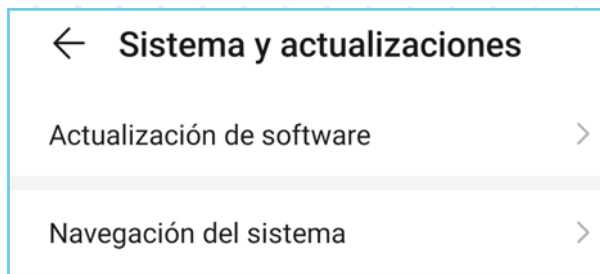 Sistema y actualizaciones
Actualización de software
Navegación del sistema